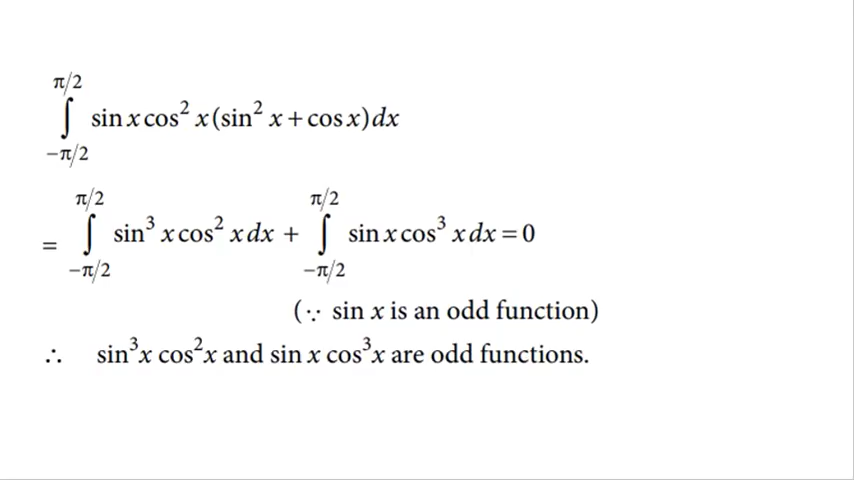 ∫_{−π/2}^{π/2} sin x cos² x (sin² x + cos x) dx
= ∫_{−π/2}^{π/2} sin³ x cos² x dx + ∫_{−π/2}^{π/2} sin x cos³ x dx = 0
(∵ sin x is an odd function)
∴ sin³x cos²x and sin x cos³x are odd functions.